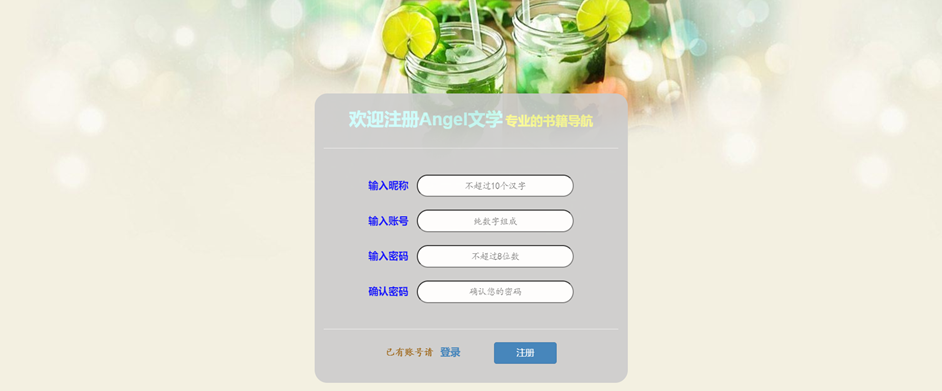 欢迎注册Angel文学 专业的书籍导航
输入昵称 不超过10个汉字
输入账号 纯数字组成
输入密码 不超过8位数
确认密码 确认您的密码
已有账号请 登录 注册